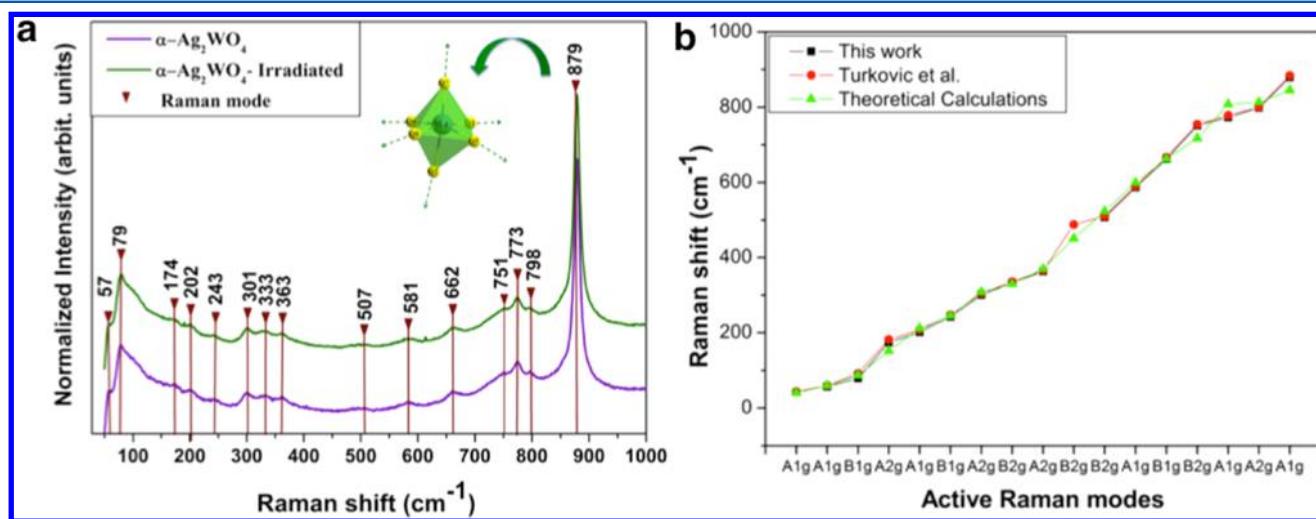 a
α–Ag₂WO₄
α–Ag₂WO₄- Irradiated
Raman mode
879
57
79
174
202
243
301
333
363
507
581
662
751
773
798
Normalized Intensity (arbit. units)
100 200 300 400 500 600 700 800 900 1000
Raman shift (cm⁻¹)
b
This work
Turkovic et al.
Theoretical Calculations
1000
800
600
400
200
0
Raman shift (cm⁻¹)
A1g A1g B1g A2g A1g B1g A2g B2g A2g B2g B2g A1g B1g B2g A1g A2g A1g
Active Raman modes